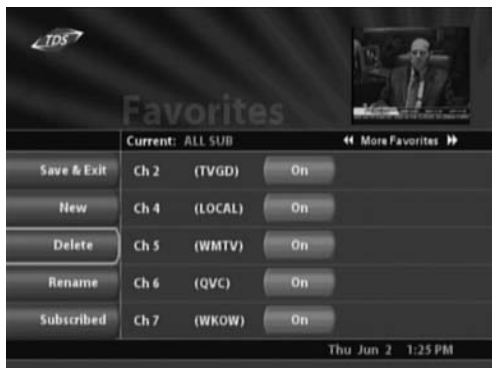 TDS
Favorites
Current: ALL SUB
More Favorites
Save & Exit Ch 2 (TVGD) On
New Ch 4 (LOCAL) On
Delete Ch 5 (WMTV) On
Rename Ch 6 (QVC) On
Subscribed Ch 7 (WKOW) On
Thu Jun 2 1:25 PM